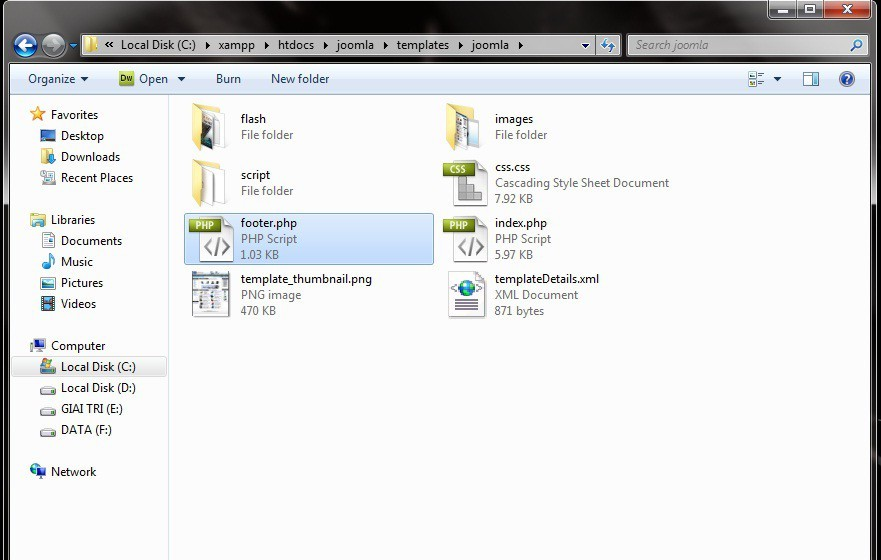 « Local Disk (C:) ▸ xampp ▸ htdocs ▸ joomla ▸ templates ▸ joomla ▸
Search joomla
Organize ▾ Dw Open ▾ Burn New folder
Favorites
Desktop
Downloads
Recent Places
Libraries
Documents
Music
Pictures
Videos
Computer
Local Disk (C:)
Local Disk (D:)
GIAI TRI (E:)
DATA (F:)
Network
flash
File folder
images
File folder
script
File folder
CSS
css.css
Cascading Style Sheet Document
7.92 KB
PHP
footer.php
PHP Script
1.03 KB
PHP
index.php
PHP Script
5.97 KB
template_thumbnail.png
PNG image
470 KB
templateDetails.xml
XML Document
871 bytes